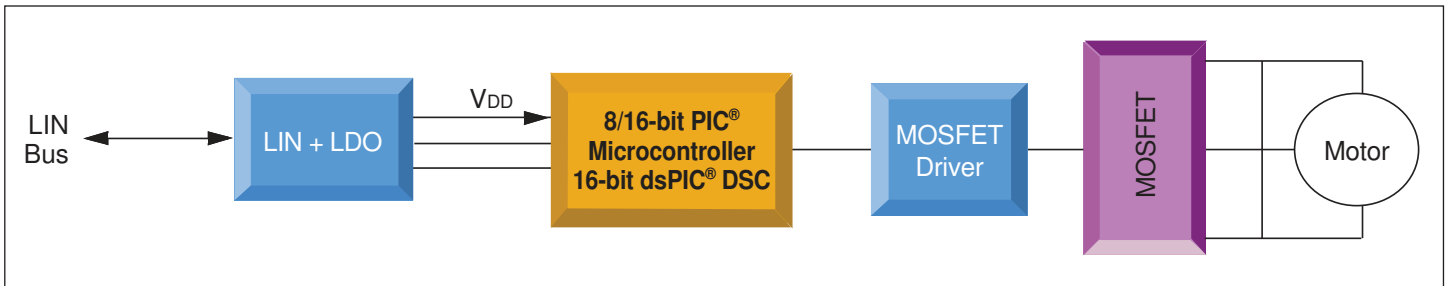 LIN
Bus
LIN + LDO
VDD
8/16-bit PIC®
Microcontroller
16-bit dsPIC® DSC
MOSFET
Driver
MOSFET
Motor